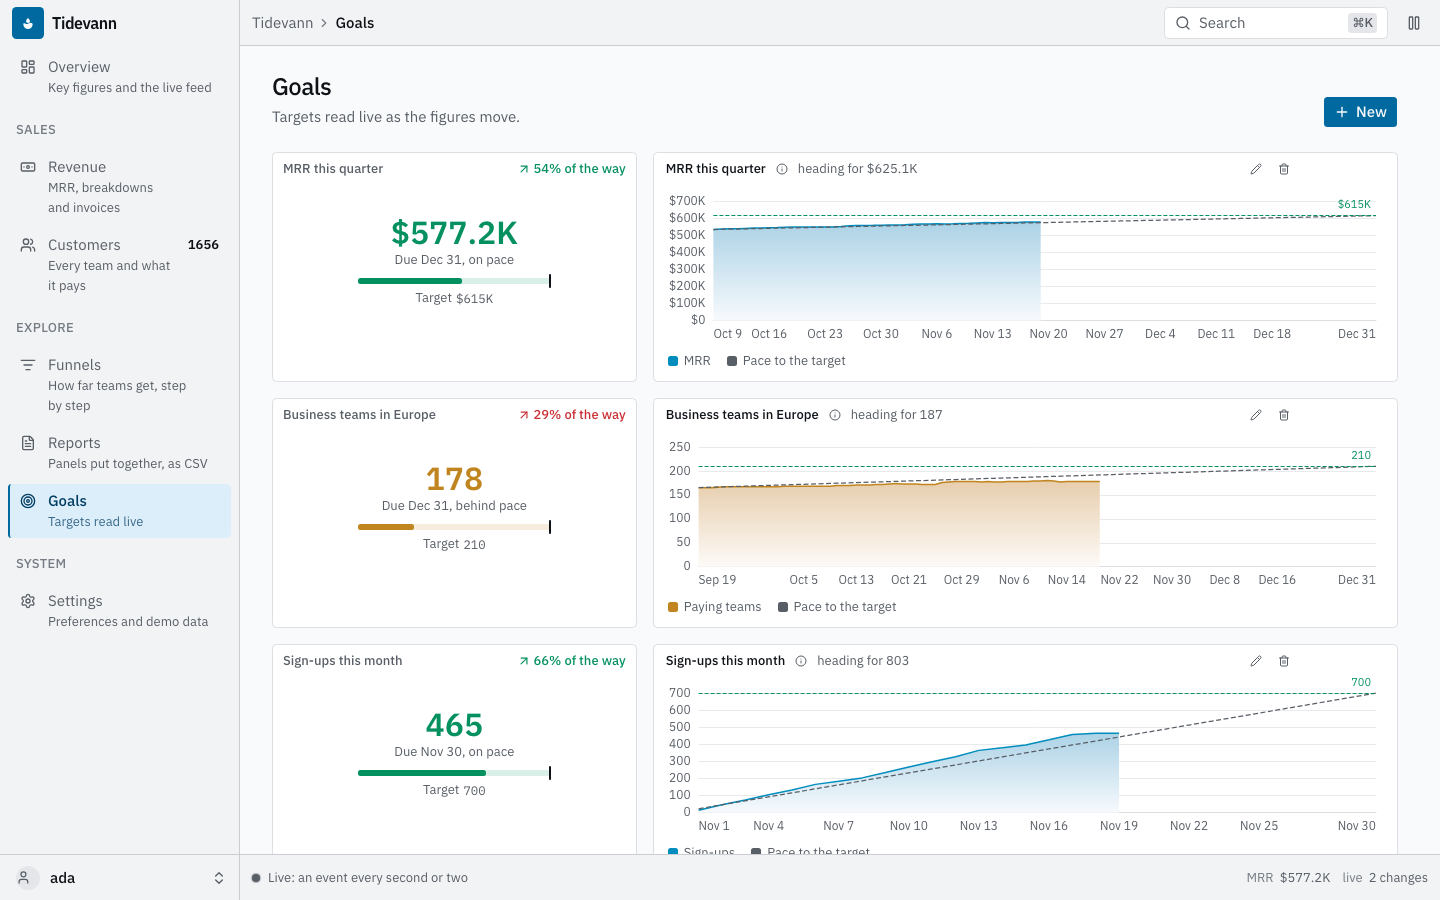 Tidevann
Overview
Key figures and the live feed
SALES
Revenue
MRR, breakdowns
and invoices
Customers 1656
Every team and what
it pays
EXPLORE
Funnels
How far teams get, step
by step
Reports
Panels put together, as CSV
Goals
Targets read live
SYSTEM
Settings
Preferences and demo data
ada
Tidevann > Goals
Search ⌘K
Goals
Targets read live as the figures move.
+ New
MRR this quarter 54% of the way
$577.2K
Due Dec 31, on pace
Target $615K
MRR this quarter heading for $625.1K
$700K
$600K
$500K
$400K
$300K
$200K
$100K
$0
$615K
Oct 9 Oct 16 Oct 23 Oct 30 Nov 6 Nov 13 Nov 20 Nov 27 Dec 4 Dec 11 Dec 18 Dec 31
MRR Pace to the target
Business teams in Europe 29% of the way
178
Due Dec 31, behind pace
Target 210
Business teams in Europe heading for 187
250
200
150
100
50
0
210
Sep 19 Oct 5 Oct 13 Oct 21 Oct 29 Nov 6 Nov 14 Nov 22 Nov 30 Dec 8 Dec 16 Dec 31
Paying teams Pace to the target
Sign-ups this month 66% of the way
465
Due Nov 30, on pace
Target 700
Sign-ups this month heading for 803
700
700
600
500
400
300
200
100
0
Nov 1 Nov 4 Nov 7 Nov 10 Nov 13 Nov 16 Nov 19 Nov 22 Nov 25 Nov 30
Sign-ups Pace to the target
Live: an event every second or two
MRR $577.2K live 2 changes